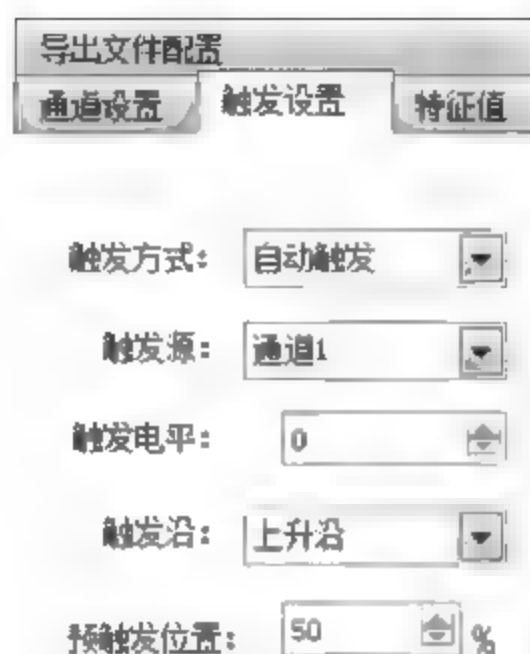 导出文件配置
通道设置 触发设置 特征值
触发方式: 自动触发
触发源: 通道1
触发电平: 0
触发沿: 上升沿
预触发位置: 50 %